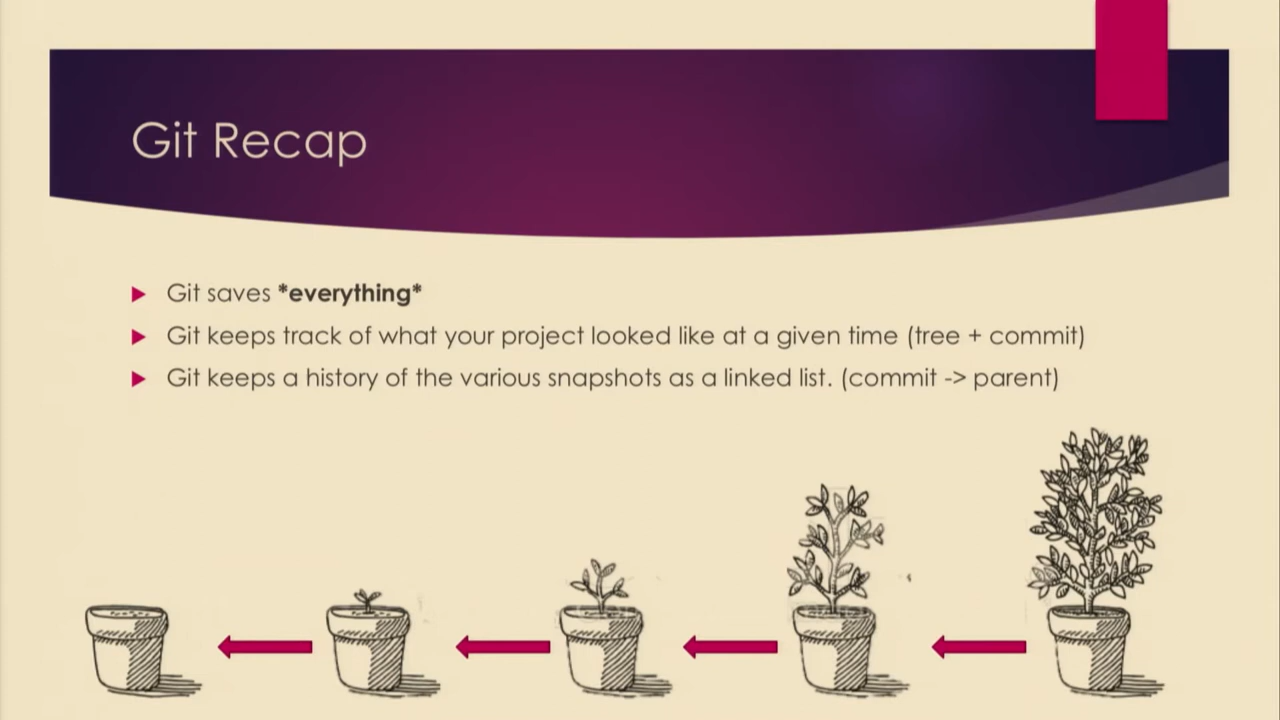 Git Recap
Git saves *everything*
Git keeps track of what your project looked like at a given time (tree + commit)
Git keeps a history of the various snapshots as a linked list. (commit -> parent)